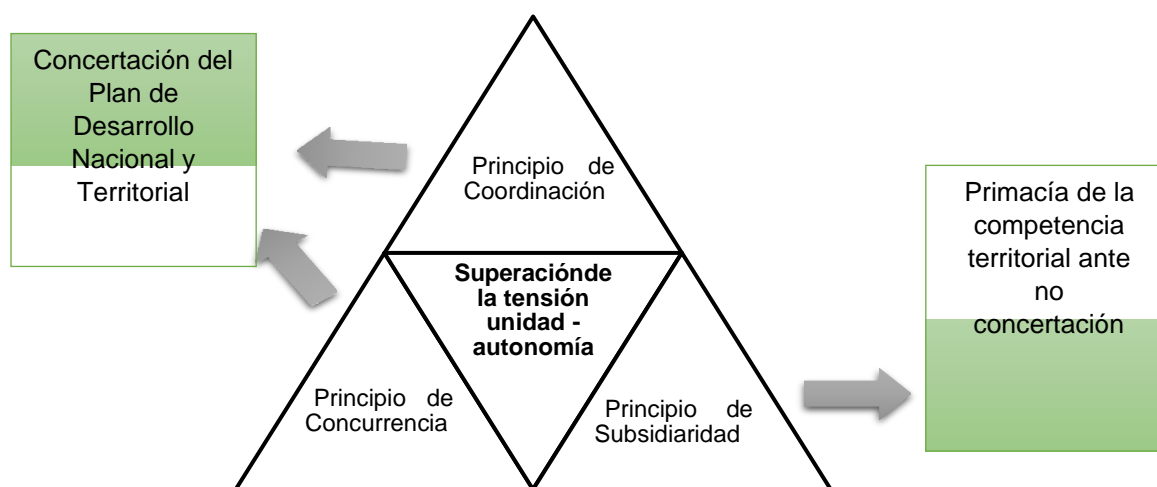 Concertación del
Plan de
Desarrollo
Nacional y
Territorial
Principio de
Coordinación
Primacía de la
competencia
territorial ante
no
concertación
Superaciónde
la tensión
unidad -
autonomía
Principio de
Concurrencia
Principio de
Subsidiaridad